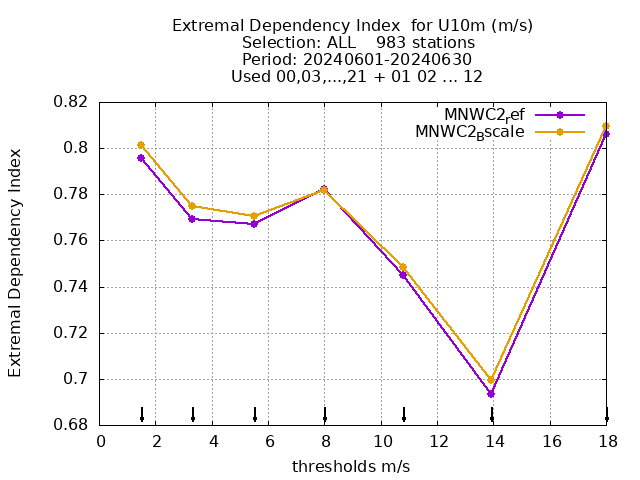 Extremal Dependency Index  for U10m (m/s)
Selection: ALL    983 stations
Period: 20240601-20240630
Used 00,03,...,21 + 01 02 ... 12
MNWC2ref
MNWC2Bscale
Extremal Dependency Index
0.82
0.8
0.78
0.76
0.74
0.72
0.7
0.68
0 2 4 6 8 10 12 14 16 18
thresholds m/s